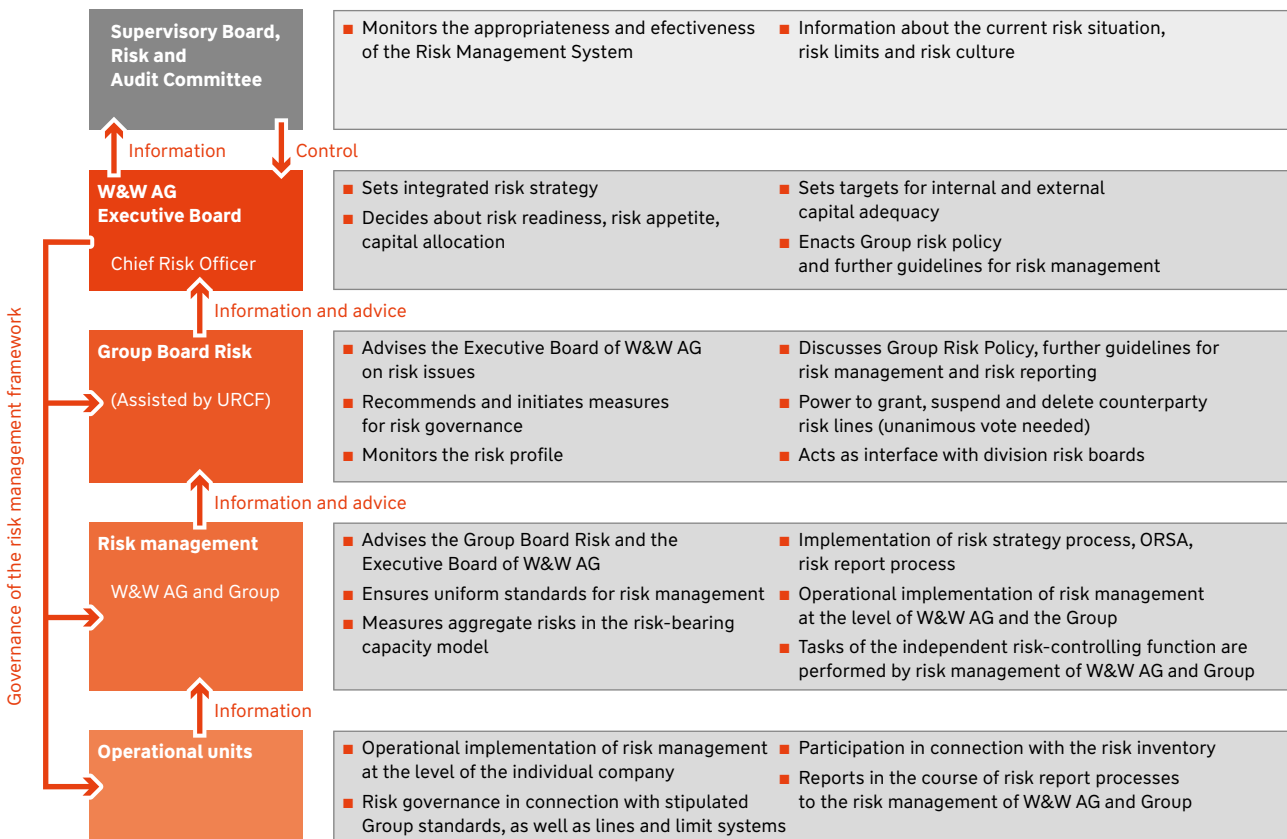 Supervisory Board,
Risk and
Audit Committee
■ Monitors the appropriateness and efectiveness
of the Risk Management System
■ Information about the current risk situation,
risk limits and risk culture
Information
Control
W&W AG
Executive Board
Chief Risk Officer
■ Sets integrated risk strategy
■ Decides about risk readiness, risk appetite,
capital allocation
■ Sets targets for internal and external
capital adequacy
■ Enacts Group risk policy
and further guidelines for risk management
Information and advice
Governance of the risk management framework
Group Board Risk
(Assisted by URCF)
■ Advises the Executive Board of W&W AG
on risk issues
■ Recommends and initiates measures
for risk governance
■ Monitors the risk profile
■ Discusses Group Risk Policy, further guidelines for
risk management and risk reporting
■ Power to grant, suspend and delete counterparty
risk lines (unanimous vote needed)
■ Acts as interface with division risk boards
Information and advice
Risk management
W&W AG and Group
■ Advises the Group Board Risk and the
Executive Board of W&W AG
■ Ensures uniform standards for risk management
■ Measures aggregate risks in the risk-bearing
capacity model
■ Implementation of risk strategy process, ORSA,
risk report process
■ Operational implementation of risk management
at the level of W&W AG and the Group
■ Tasks of the independent risk-controlling function are
performed by risk management of W&W AG and Group
Information
Operational units
■ Operational implementation of risk management
at the level of the individual company
■ Risk governance in connection with stipulated
Group standards, as well as lines and limit systems
■ Participation in connection with the risk inventory
■ Reports in the course of risk report processes
to the risk management of W&W AG and Group